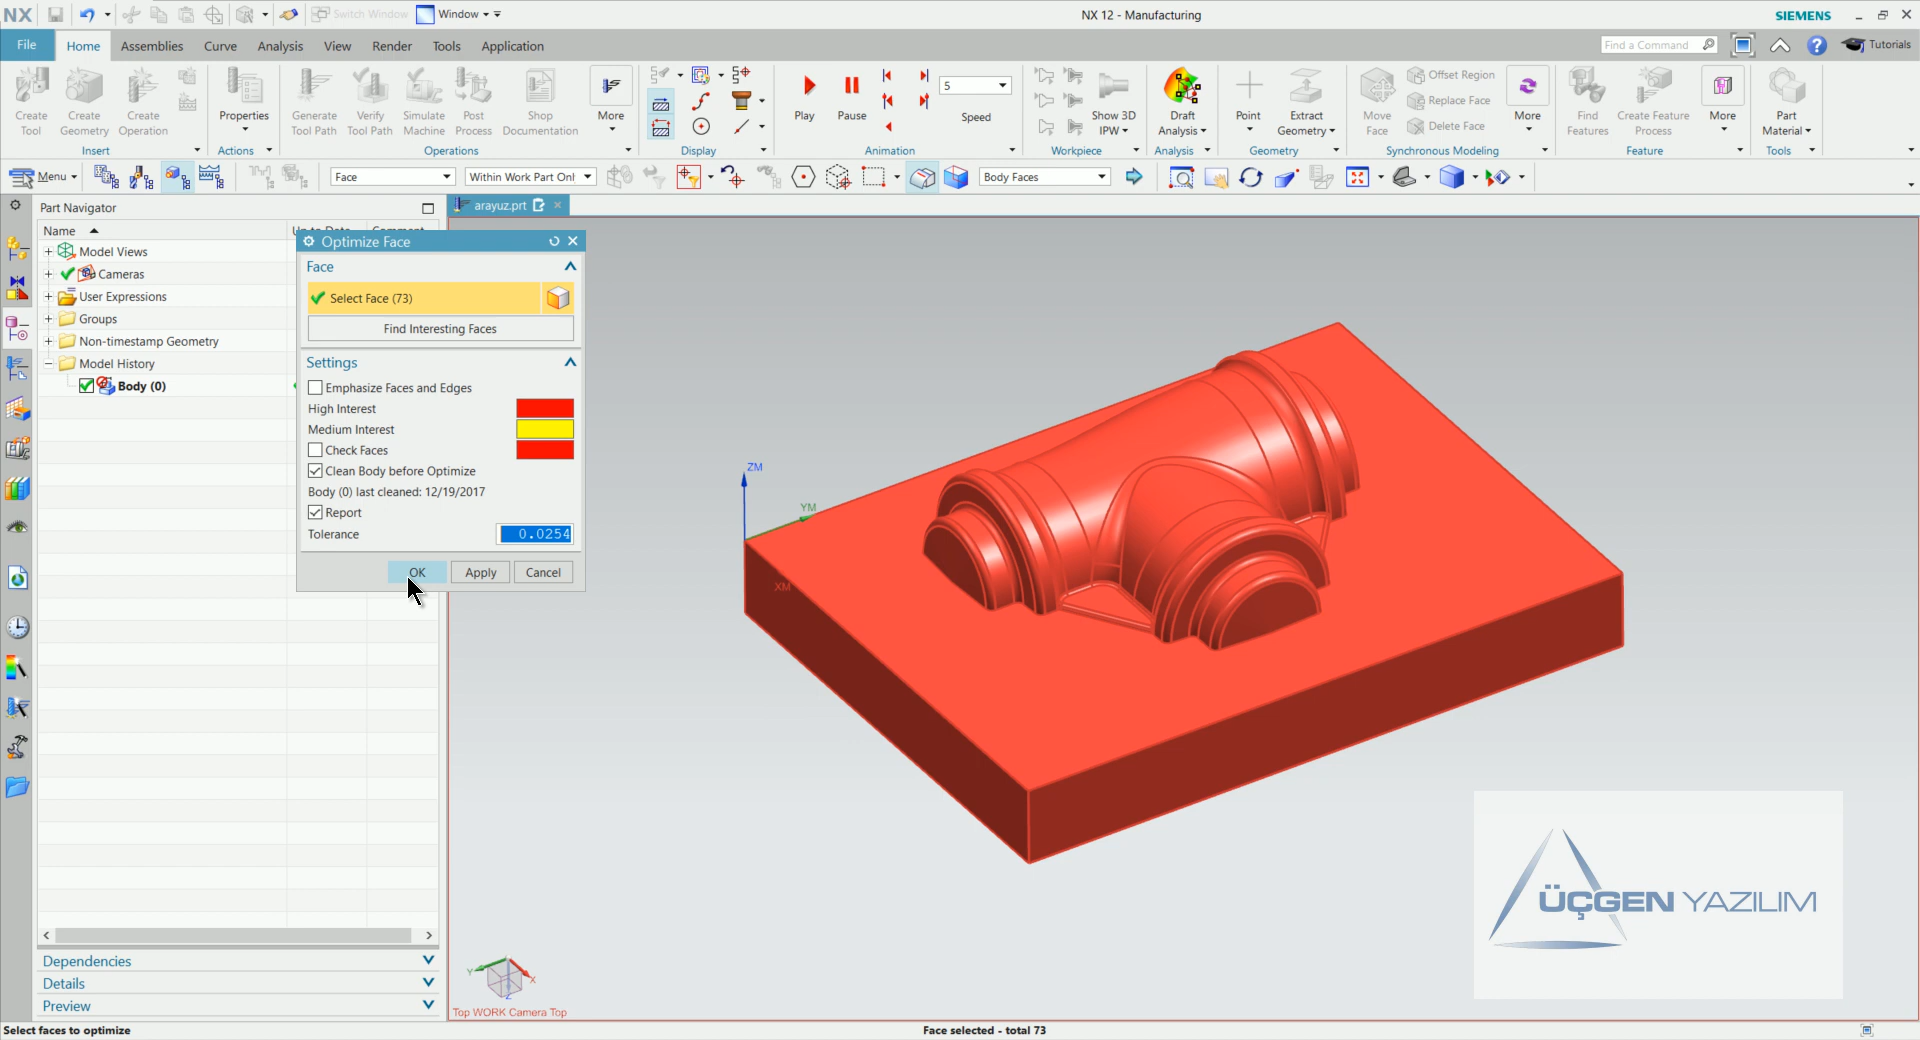 NX
Switch Window
Window
NX 12 - Manufacturing
SIEMENS
File
Home
Assemblies
Curve
Analysis
View
Render
Tools
Application
Find a Command
Tutorials
Create Tool
Create Geometry
Create Operation
Insert
Properties
Actions
Generate Tool Path
Verify Tool Path
Simulate Machine
Post Process
Shop Documentation
More
Operations
Display
Play
Pause
5
Speed
Animation
Show 3D IPW
Workpiece
Draft Analysis
Analysis
Point
Extract Geometry
Geometry
Move Face
Offset Region
Replace Face
Delete Face
More
Synchronous Modeling
Find Features
Create Feature Process
More
Feature
Part Material
Tools
Menu
Face
Within Work Part Onl
Body Faces
Part Navigator
arayuz.prt
Name
Model Views
Cameras
User Expressions
Groups
Non-timestamp Geometry
Model History
Body (0)
Optimize Face
Face
Select Face (73)
Find Interesting Faces
Settings
Emphasize Faces and Edges
High Interest
Medium Interest
Check Faces
Clean Body before Optimize
Body (0) last cleaned: 12/19/2017
Report
Tolerance
0.0254
OK
Apply
Cancel
ZM
YM
XM
ÜÇGEN YAZILIM
Dependencies
Details
Preview
Y
X
Z
Top WORK Camera Top
Select faces to optimize
Face selected - total 73